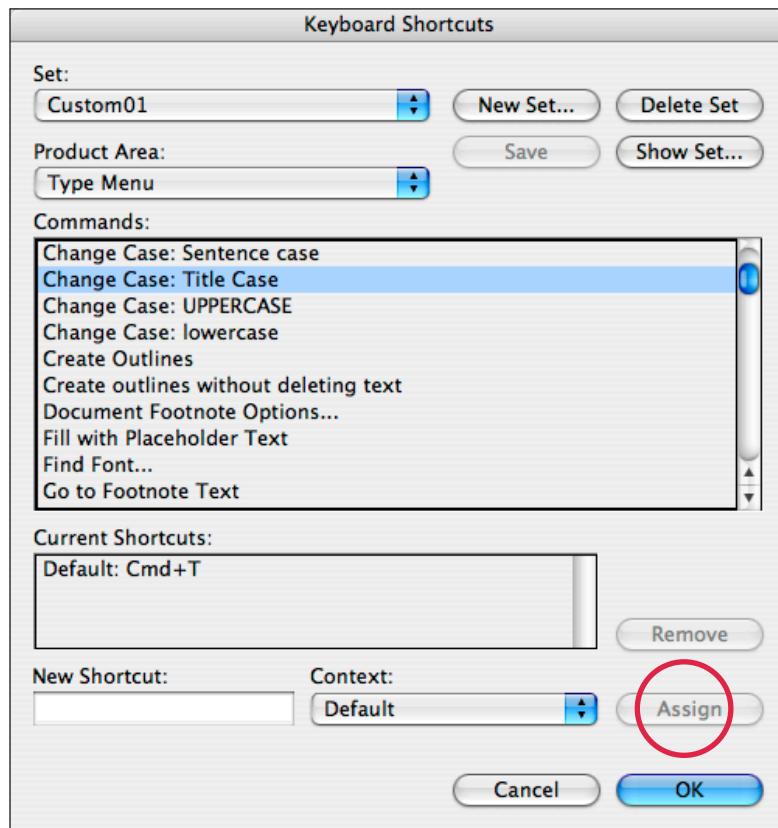 Keyboard Shortcuts
Set:
Custom01
New Set...
Delete Set
Product Area:
Save
Show Set...
Type Menu
Commands:
Change Case: Sentence case
Change Case: Title Case
Change Case: UPPERCASE
Change Case: lowercase
Create Outlines
Create outlines without deleting text
Document Footnote Options...
Fill with Placeholder Text
Find Font...
Go to Footnote Text
Current Shortcuts:
Default: Cmd+T
Remove
New Shortcut:
Context:
Default
Assign
Cancel
OK